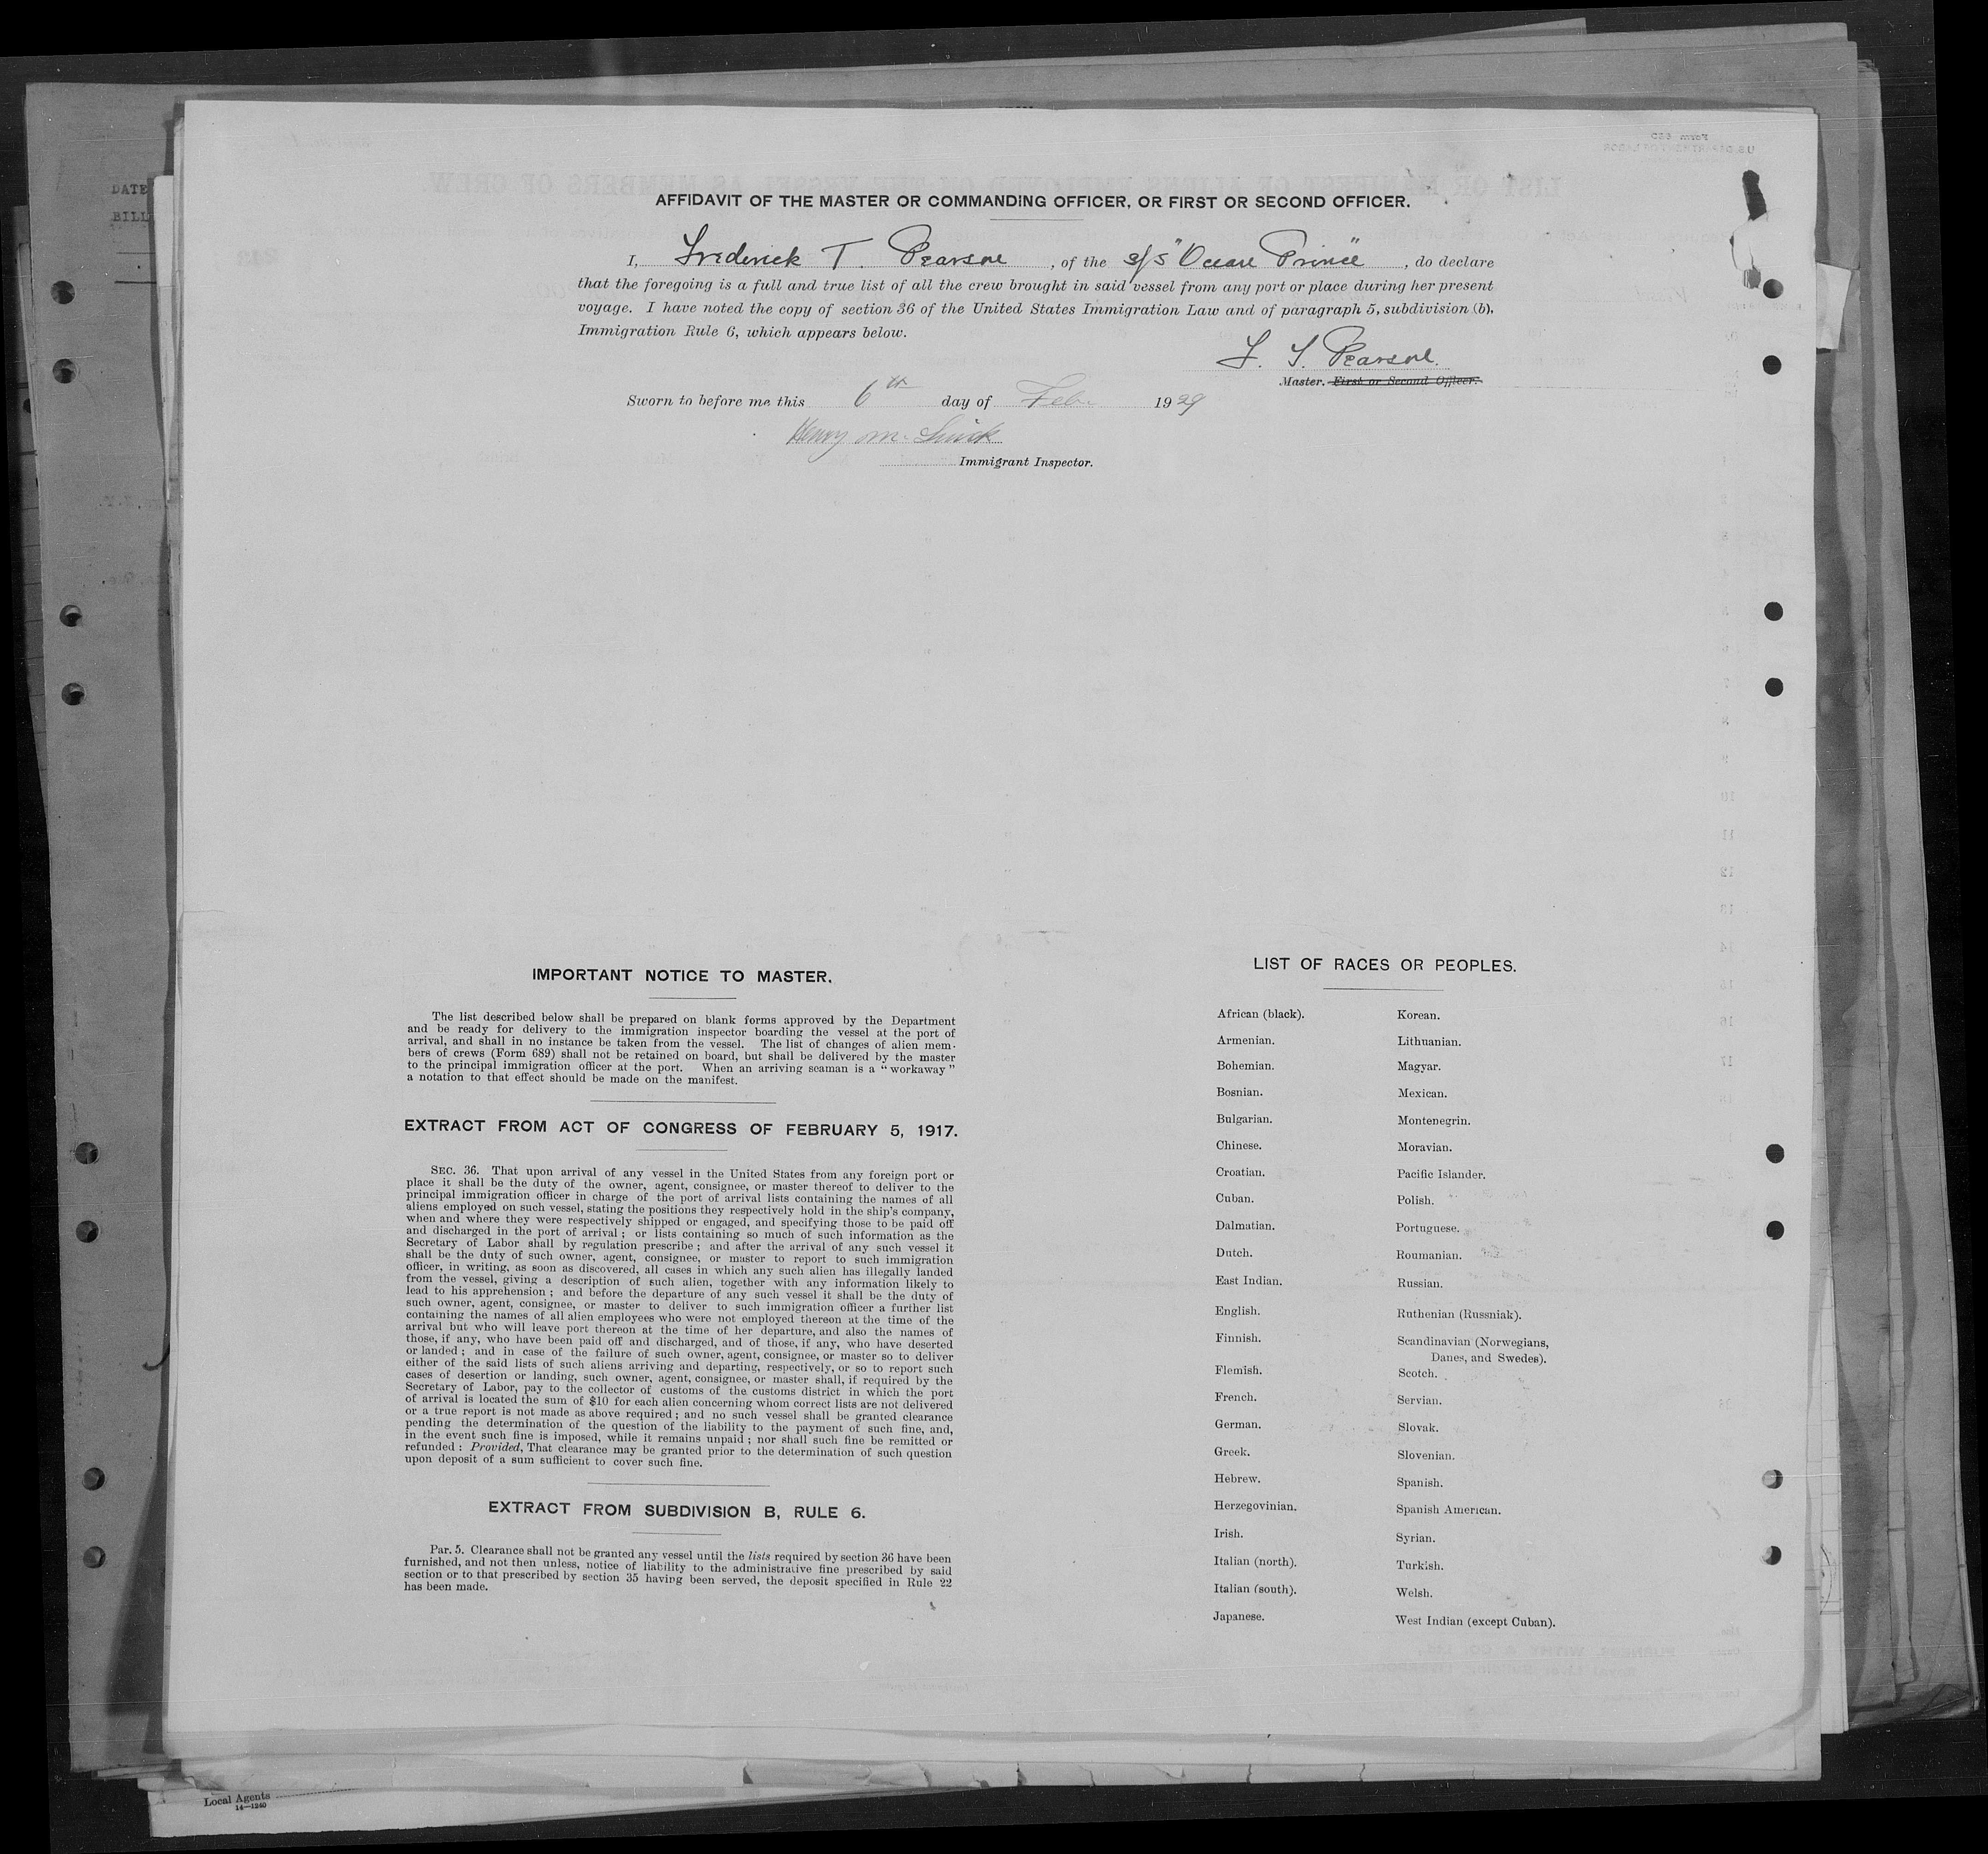 AFFIDAVIT OF THE MASTER OR COMMANDING OFFICER, OR FIRST OR SECOND OFFICER.
I, Frederick T. Pearson, of the s/s "Ocean Prince", do declare
that the foregoing is a full and true list of all the crew brought in said vessel from any port or place during her present
voyage. I have noted the copy of section 36 of the United States Immigration Law and of paragraph 5, subdivision (b),
Immigration Rule 6, which appears below.
F. T. Pearson.
Master. First or Second Officer.
Sworn to before me this 6th day of Feb. 1929
Henry M.
Immigrant Inspector.
DATE
BILL
IMPORTANT NOTICE TO MASTER.
The list described below shall be prepared on blank forms approved by the Department
and be ready for delivery to the immigration inspector boarding the vessel at the port of
arrival, and shall in no instance be taken from the vessel. The list of changes of alien mem-
bers of crews (Form 689) shall not be retained on board, but shall be delivered by the master
to the principal immigration officer at the port. When an arriving seaman is a "workaway"
a notation to that effect should be made on the manifest.
EXTRACT FROM ACT OF CONGRESS OF FEBRUARY 5, 1917.
SEC. 36. That upon arrival of any vessel in the United States from any foreign port or
place it shall be the duty of the owner, agent, consignee, or master thereof to deliver to the
principal immigration officer in charge of the port of arrival lists containing the names of all
aliens employed on such vessel, stating the positions they respectively hold in the ship's company,
when and where they were respectively shipped or engaged, and specifying those to be paid off
and discharged in the port of arrival; or lists containing so much of such information as the
Secretary of Labor shall by regulation prescribe; and after the arrival of any such vessel it
shall be the duty of such owner, agent, consignee, or master to report to such immigration
officer, in writing, as soon as discovered, all cases in which any such alien has illegally landed
from the vessel, giving a description of such alien, together with any information likely to
lead to his apprehension; and before the departure of any such vessel it shall be the duty of
such owner, agent, consignee, or master to deliver to such immigration officer a further list
containing the names of all alien employees who were not employed thereon at the time of the
arrival but who will leave port thereon at the time of her departure, and also the names of
those, if any, who have been paid off and discharged, and of those, if any, who have deserted
or landed; and in case of the failure of such owner, agent, consignee, or master so to deliver
either of the said lists of such aliens arriving and departing, respectively, or so to report such
cases of desertion or landing, such owner, agent, consignee, or master shall, if required by the
Secretary of Labor, pay to the collector of customs of the customs district in which the port
of arrival is located the sum of $10 for each alien concerning whom correct lists are not delivered
or a true report is not made as above required; and no such vessel shall be granted clearance
pending the determination of the question of the liability to the payment of such fine, and,
in the event such fine is imposed, while it remains unpaid; nor shall such fine be remitted or
refunded: Provided, That clearance may be granted prior to the determination of such question
upon deposit of a sum sufficient to cover such fine.
EXTRACT FROM SUBDIVISION B, RULE 6.
Par. 5. Clearance shall not be granted any vessel until the lists required by section 36 have been
furnished, and not then unless, notice of liability to the administrative fine prescribed by said
section or to that prescribed by section 35 having been served, the deposit specified in Rule 22
has been made.
LIST OF RACES OR PEOPLES.
African (black).
Armenian.
Bohemian.
Bosnian.
Bulgarian.
Chinese.
Croatian.
Cuban.
Dalmatian.
Dutch.
East Indian.
English.
Finnish.
Flemish.
French.
German.
Greek.
Hebrew.
Herzegovinian.
Irish.
Italian (north).
Italian (south).
Japanese.
Korean.
Lithuanian.
Magyar.
Mexican.
Montenegrin.
Moravian.
Pacific Islander.
Polish.
Portuguese.
Roumanian.
Russian.
Ruthenian (Russniak).
Scandinavian (Norwegians,
Danes, and Swedes).
Scotch.
Servian.
Slovak.
Slovenian.
Spanish.
Spanish American.
Syrian.
Turkish.
Welsh.
West Indian (except Cuban).
Local Agents
14—1240